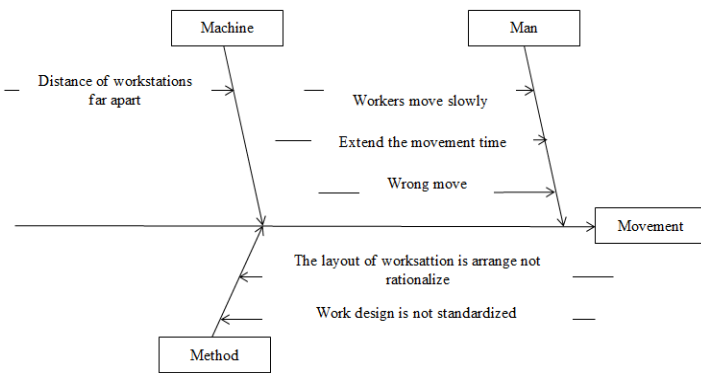 Machine
Man
Distance of workstations
far apart
Workers move slowly
Extend the movement time
Wrong move
Movement
The layout of worksattion is arrange not
rationalize
Work design is not standardized
Method